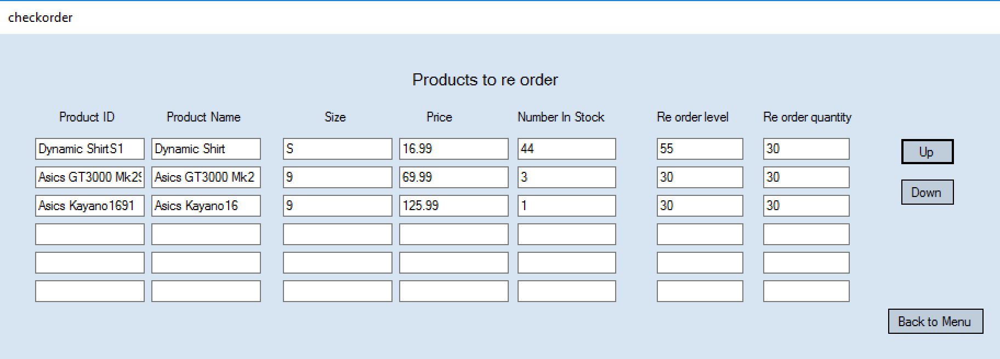 checkorder
Products to re order
Product ID Product Name Size Price Number In Stock Re order level Re order quantity
Dynamic ShirtS1 Dynamic Shirt S 16.99 44 55 30 Up
Asics GT3000 Mk29 Asics GT3000 Mk2 9 69.99 3 30 30
Down
Asics Kayano1691 Asics Kayano16 9 125.99 1 30 30
Back to Menu